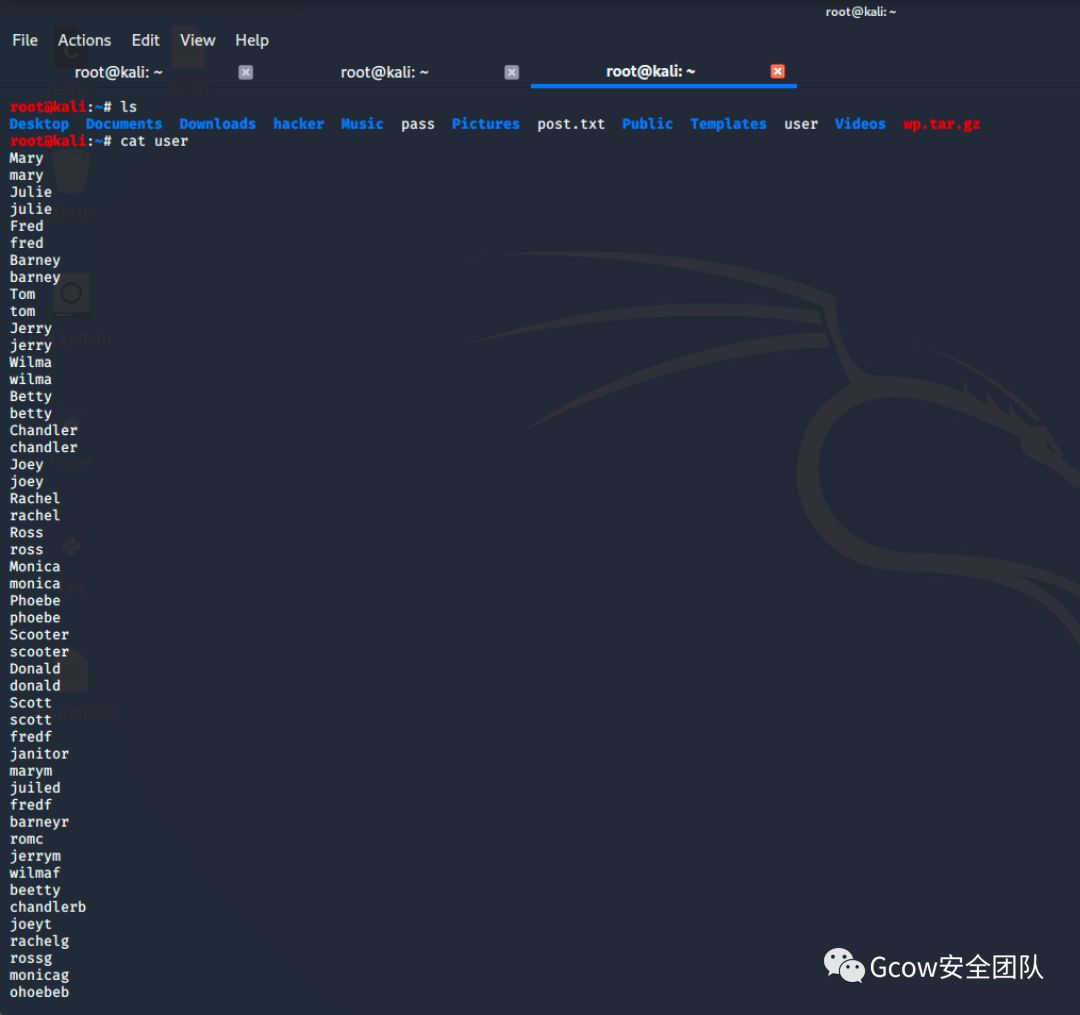 root@kali: ~
File Actions Edit View Help
root@kali: ~ root@kali: ~ root@kali: ~
root@kali:~# ls
Desktop Documents Downloads hacker Music pass Pictures post.txt Public Templates user Videos wp.tar.gz
root@kali:~# cat user
Mary
mary
Julie
julie
Fred
fred
Barney
barney
Tom
tom
Jerry
jerry
Wilma
wilma
Betty
betty
Chandler
chandler
Joey
joey
Rachel
rachel
Ross
ross
Monica
monica
Phoebe
phoebe
Scooter
scooter
Donald
donald
Scott
scott
fredf
janitor
marym
juiled
fredf
barneyr
romc
jerrym
wilmaf
beetty
chandlerb
joeyt
rachelg
rossg
monicag
ohoebeb
Trash
System
Home
Gcow安全团队